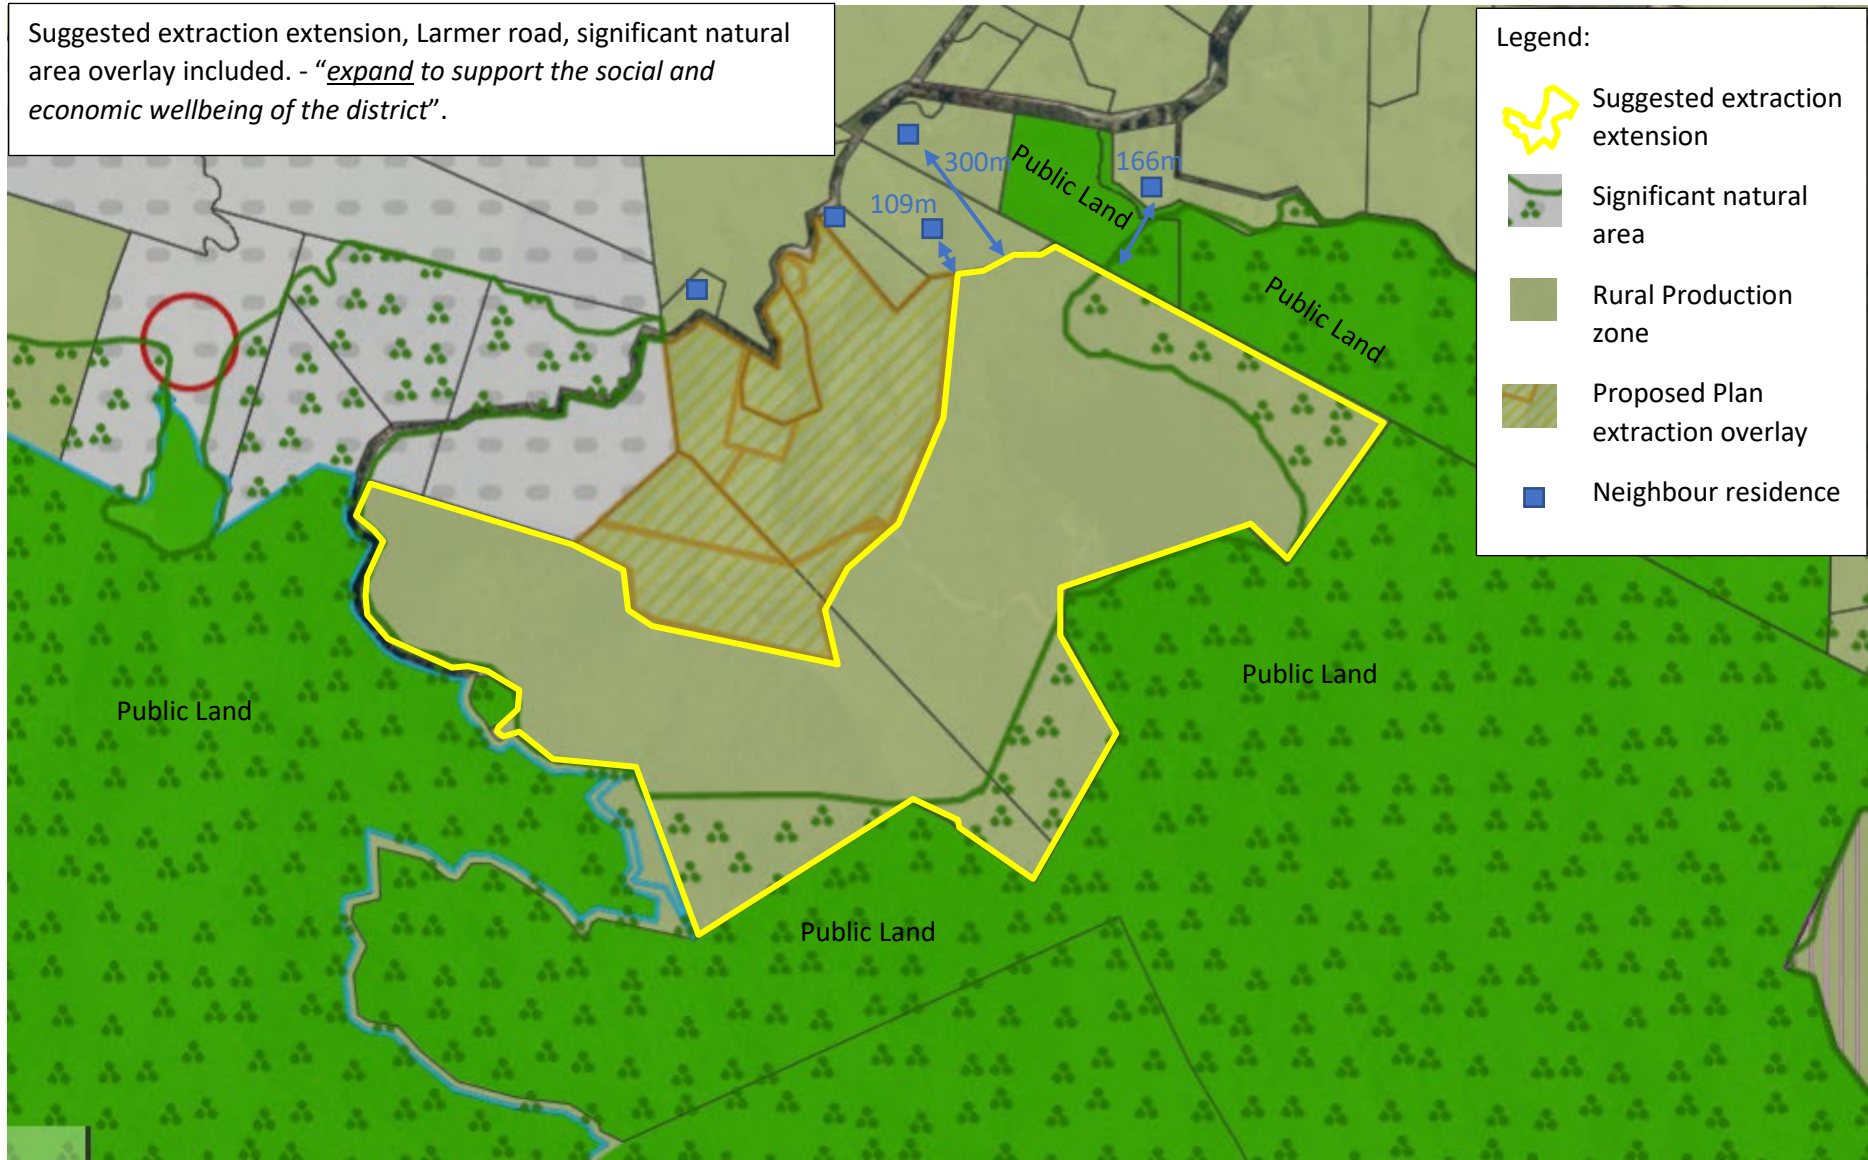 Suggested extraction extension, Larmer road, significant natural
area overlay included. - “expand to support the social and
economic wellbeing of the district”.
Legend:
Suggested extraction
extension
Significant natural
area
Rural Production
zone
Proposed Plan
extraction overlay
Neighbour residence
300m
Public Land
166m
109m
Public Land
Public Land
Public Land
Public Land